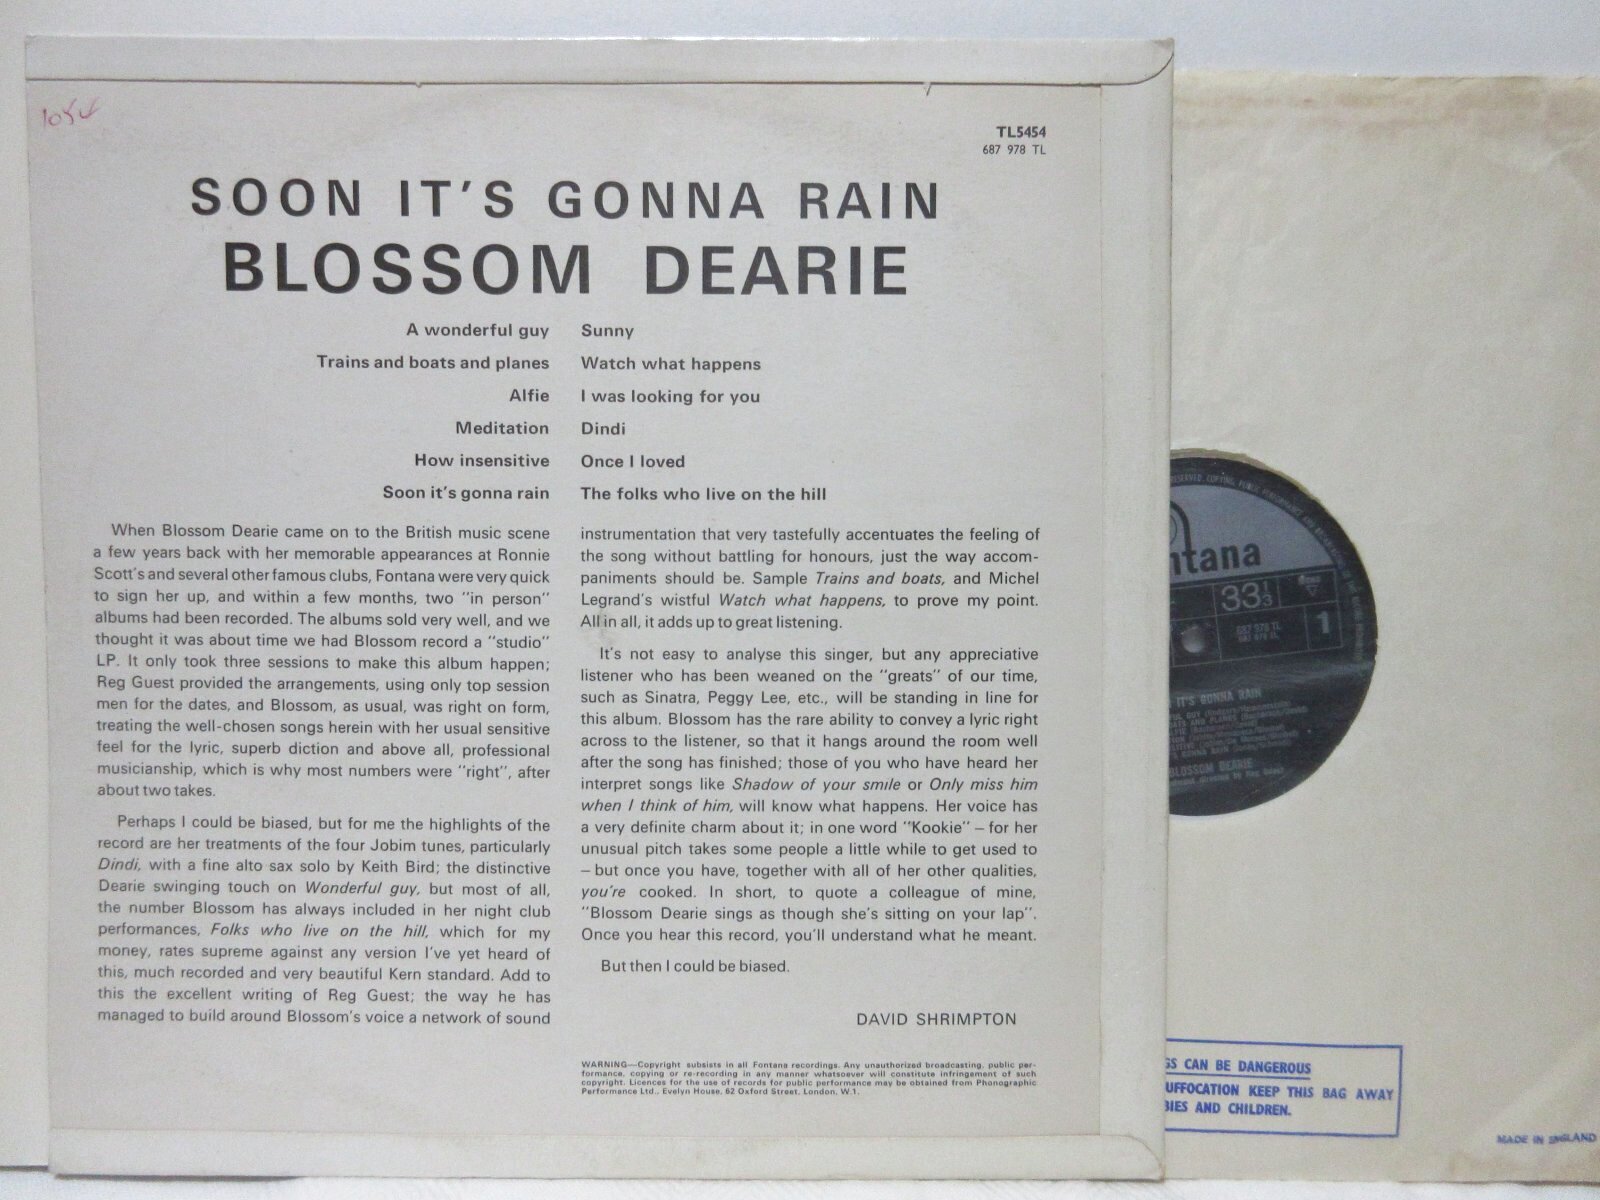 1054
TL5454
687 978 TL
SOON IT'S GONNA RAIN
BLOSSOM DEARIE
A wonderful guy
Trains and boats and planes
Alfie
Meditation
How insensitive
Soon it's gonna rain
Sunny
Watch what happens
I was looking for you
Dindi
Once I loved
The folks who live on the hill
When Blossom Dearie came on to the British music scene
a few years back with her memorable appearances at Ronnie
Scott's and several other famous clubs, Fontana were very quick
to sign her up, and within a few months, two "in person"
albums had been recorded. The albums sold very well, and we
thought it was about time we had Blossom record a "studio"
LP. It only took three sessions to make this album happen;
Reg Guest provided the arrangements, using only top session
men for the dates, and Blossom, as usual, was right on form,
treating the well-chosen songs herein with her usual sensitive
feel for the lyric, superb diction and above all, professional
musicianship, which is why most numbers were "right", after
about two takes.
Perhaps I could be biased, but for me the highlights of the
record are her treatments of the four Jobim tunes, particularly
Dindi, with a fine alto sax solo by Keith Bird; the distinctive
Dearie swinging touch on Wonderful guy, but most of all,
the number Blossom has always included in her night club
performances, Folks who live on the hill, which for my
money, rates supreme against any version I've yet heard of
this, much recorded and very beautiful Kern standard. Add to
this the excellent writing of Reg Guest; the way he has
managed to build around Blossom's voice a network of sound
instrumentation that very tastefully accentuates the feeling of
the song without battling for honours, just the way accom-
paniments should be. Sample Trains and boats, and Michel
Legrand's wistful Watch what happens, to prove my point.
All in all, it adds up to great listening.
It's not easy to analyse this singer, but any appreciative
listener who has been weaned on the "greats" of our time,
such as Sinatra, Peggy Lee, etc., will be standing in line for
this album. Blossom has the rare ability to convey a lyric right
across to the listener, so that it hangs around the room well
after the song has finished; those of you who have heard her
interpret songs like Shadow of your smile or Only miss him
when I think of him, will know what happens. Her voice has
a very definite charm about it; in one word "Kookie" – for her
unusual pitch takes some people a little while to get used to
– but once you have, together with all of her other qualities,
you're cooked. In short, to quote a colleague of mine,
"Blossom Dearie sings as though she's sitting on your lap".
Once you hear this record, you'll understand what he meant.
But then I could be biased.
DAVID SHRIMPTON
WARNING—Copyright subsists in all Fontana recordings. Any unauthorized broadcasting, public per-
formance, copying or re-recording in any manner whatsoever will constitute infringement of such
copyright. Licences for the use of records for public performance may be obtained from Phonographic
Performance Ltd., Evelyn House, 62 Oxford Street, London, W.1.
ntana
33 1/3
687 978 TL
1
IT'S GONNA RAIN
BLOSSOM DEARIE
GS CAN BE DANGEROUS
UFFOCATION KEEP THIS BAG AWAY
BIES AND CHILDREN.
MADE IN ENGLAND